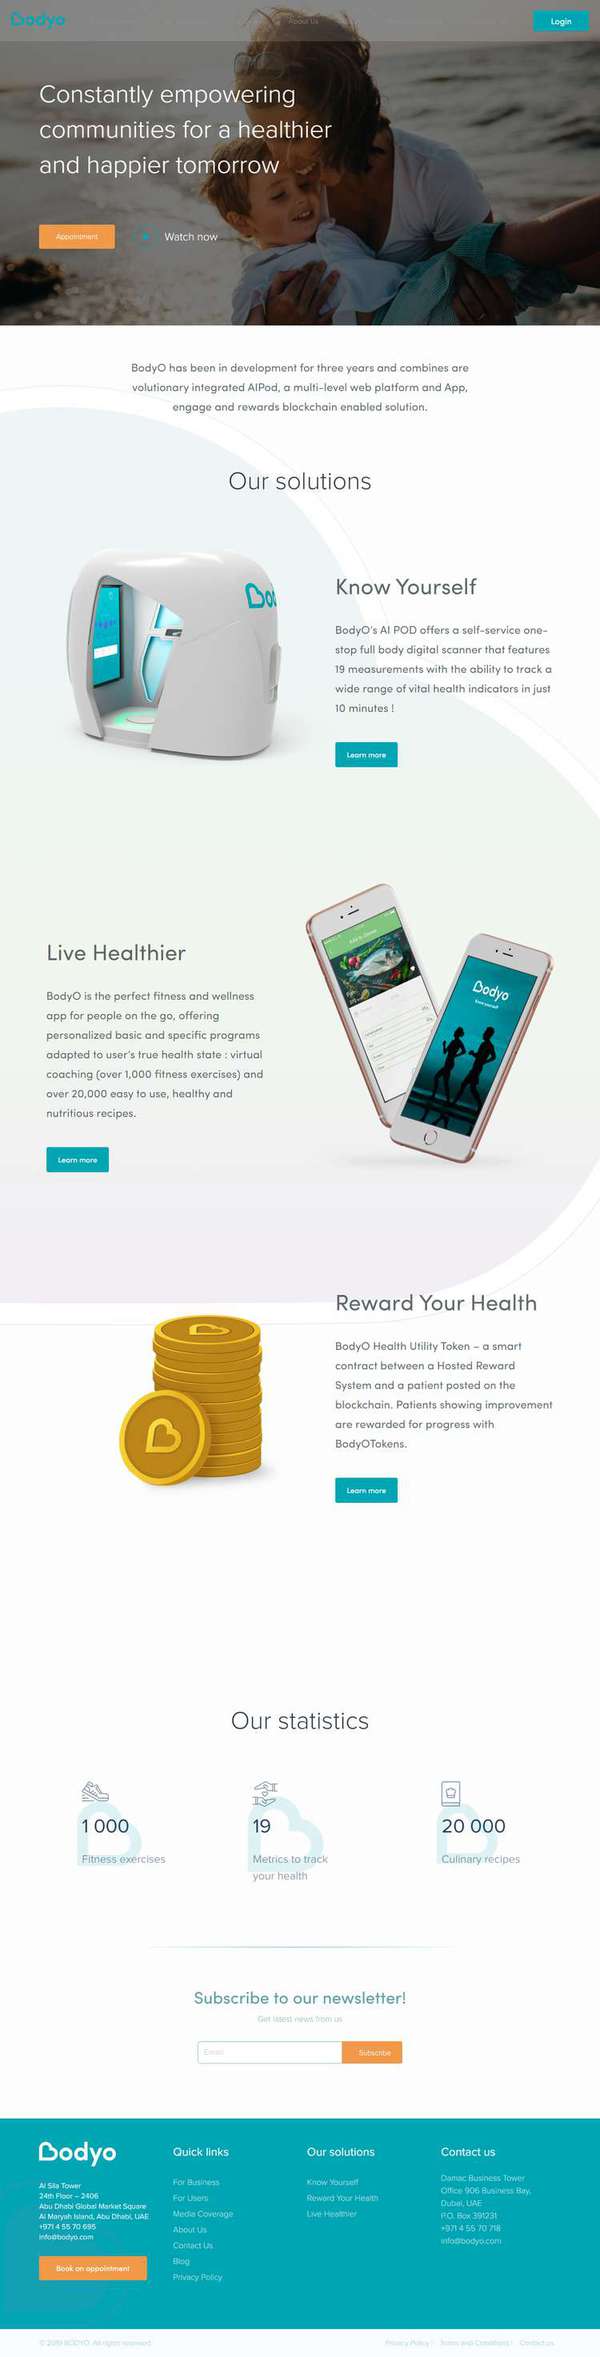 Bodyo
About Us
Login
Constantly empowering
communities for a healthier
and happier tomorrow
Appointment
Watch now
BodyO has been in development for three years and combines are
volutionary integrated AIPod, a multi-level web platform and App,
engage and rewards blockchain enabled solution.
Our solutions
Know Yourself
BodyO's AI POD offers a self-service one-
stop full body digital scanner that features
19 measurements with the ability to track a
wide range of vital health indicators in just
10 minutes !
Learn more
Live Healthier
BodyO is the perfect fitness and wellness
app for people on the go, offering
personalized basic and specific programs
adapted to user's true health state : virtual
coaching (over 1,000 fitness exercises) and
over 20,000 easy to use, healthy and
nutritious recipes.
Learn more
Bodyo
Reward Your Health
BodyO Health Utility Token – a smart
contract between a Hosted Reward
System and a patient posted on the
blockchain. Patients showing improvement
are rewarded for progress with
BodyOTokens.
Learn more
Our statistics
1 000
Fitness exercises
19
Metrics to track
your health
20 000
Culinary recipes
Subscribe to our newsletter!
Get latest news from us
Email
Subscribe
Bodyo
Al Sila Tower
24th Floor – 2406
Abu Dhabi Global Market Square
Al Maryah Island, Abu Dhabi, UAE
+971 4 55 70 695
info@bodyo.com
Book an appointment
Quick links
For Business
For Users
Media Coverage
About Us
Contact Us
Blog
Privacy Policy
Our solutions
Know Yourself
Reward Your Health
Live Healthier
Contact us
Damac Business Tower
Office 906 Business Bay,
Dubai, UAE
P.O. Box 391231
+971 4 55 70 718
info@bodyo.com
© 2019 BODYO. All rights reserved
Privacy Policy | Terms and Conditions | Contact us